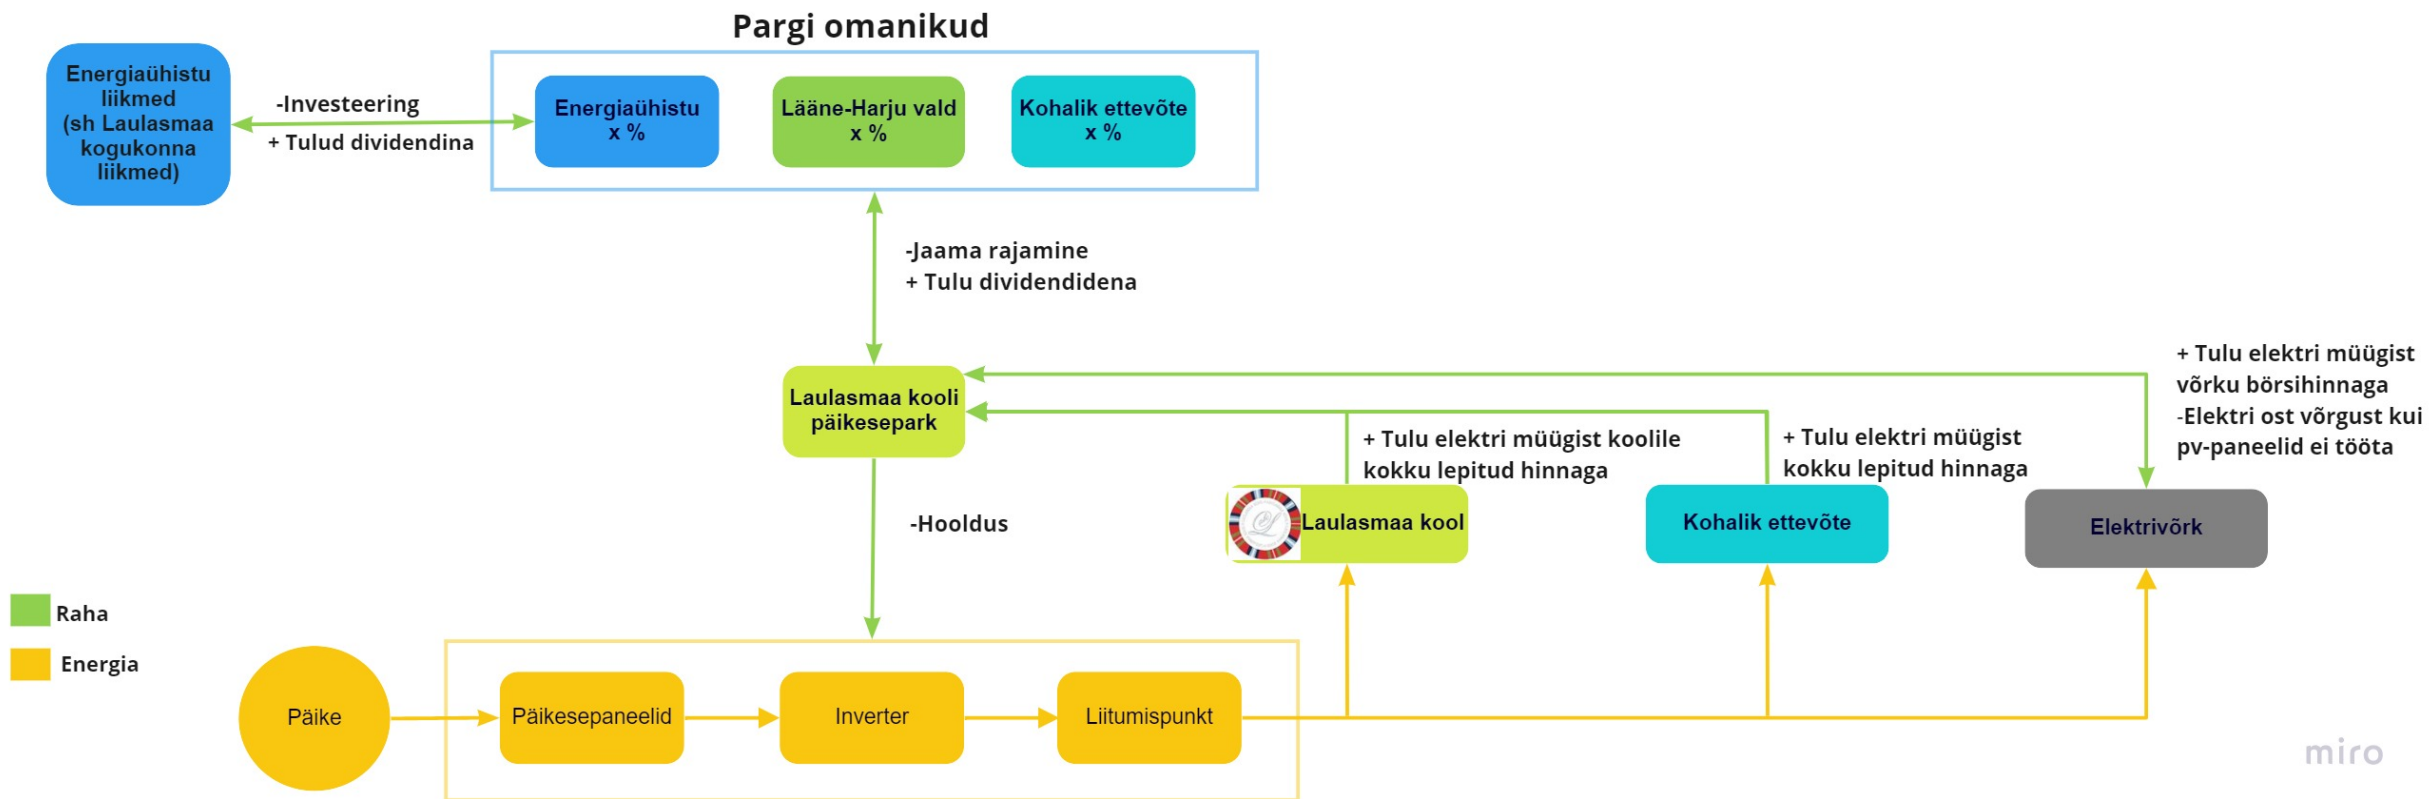 Pargi omanikud
Energiaühistu
liikmed
(sh Laulasmaa
kogukonna
liikmed)
-Investeering
+ Tulud dividendina
Energiaühistu
x %
Lääne-Harju vald
x %
Kohalik ettevõte
x %
-Jaama rajamine
+ Tulu dividendidena
Laulasmaa kooli
päikesepark
+ Tulu elektri müügist
võrku börsihinnaga
-Elektri ost võrgust kui
pv-paneelid ei tööta
+ Tulu elektri müügist koolile
kokku lepitud hinnaga
+ Tulu elektri müügist
kokku lepitud hinnaga
-Hooldus
Laulasmaa kool
Kohalik ettevõte
Elektrivõrk
Raha
Energia
Päike
Päikesepaneelid
Inverter
Liitumispunkt
miro